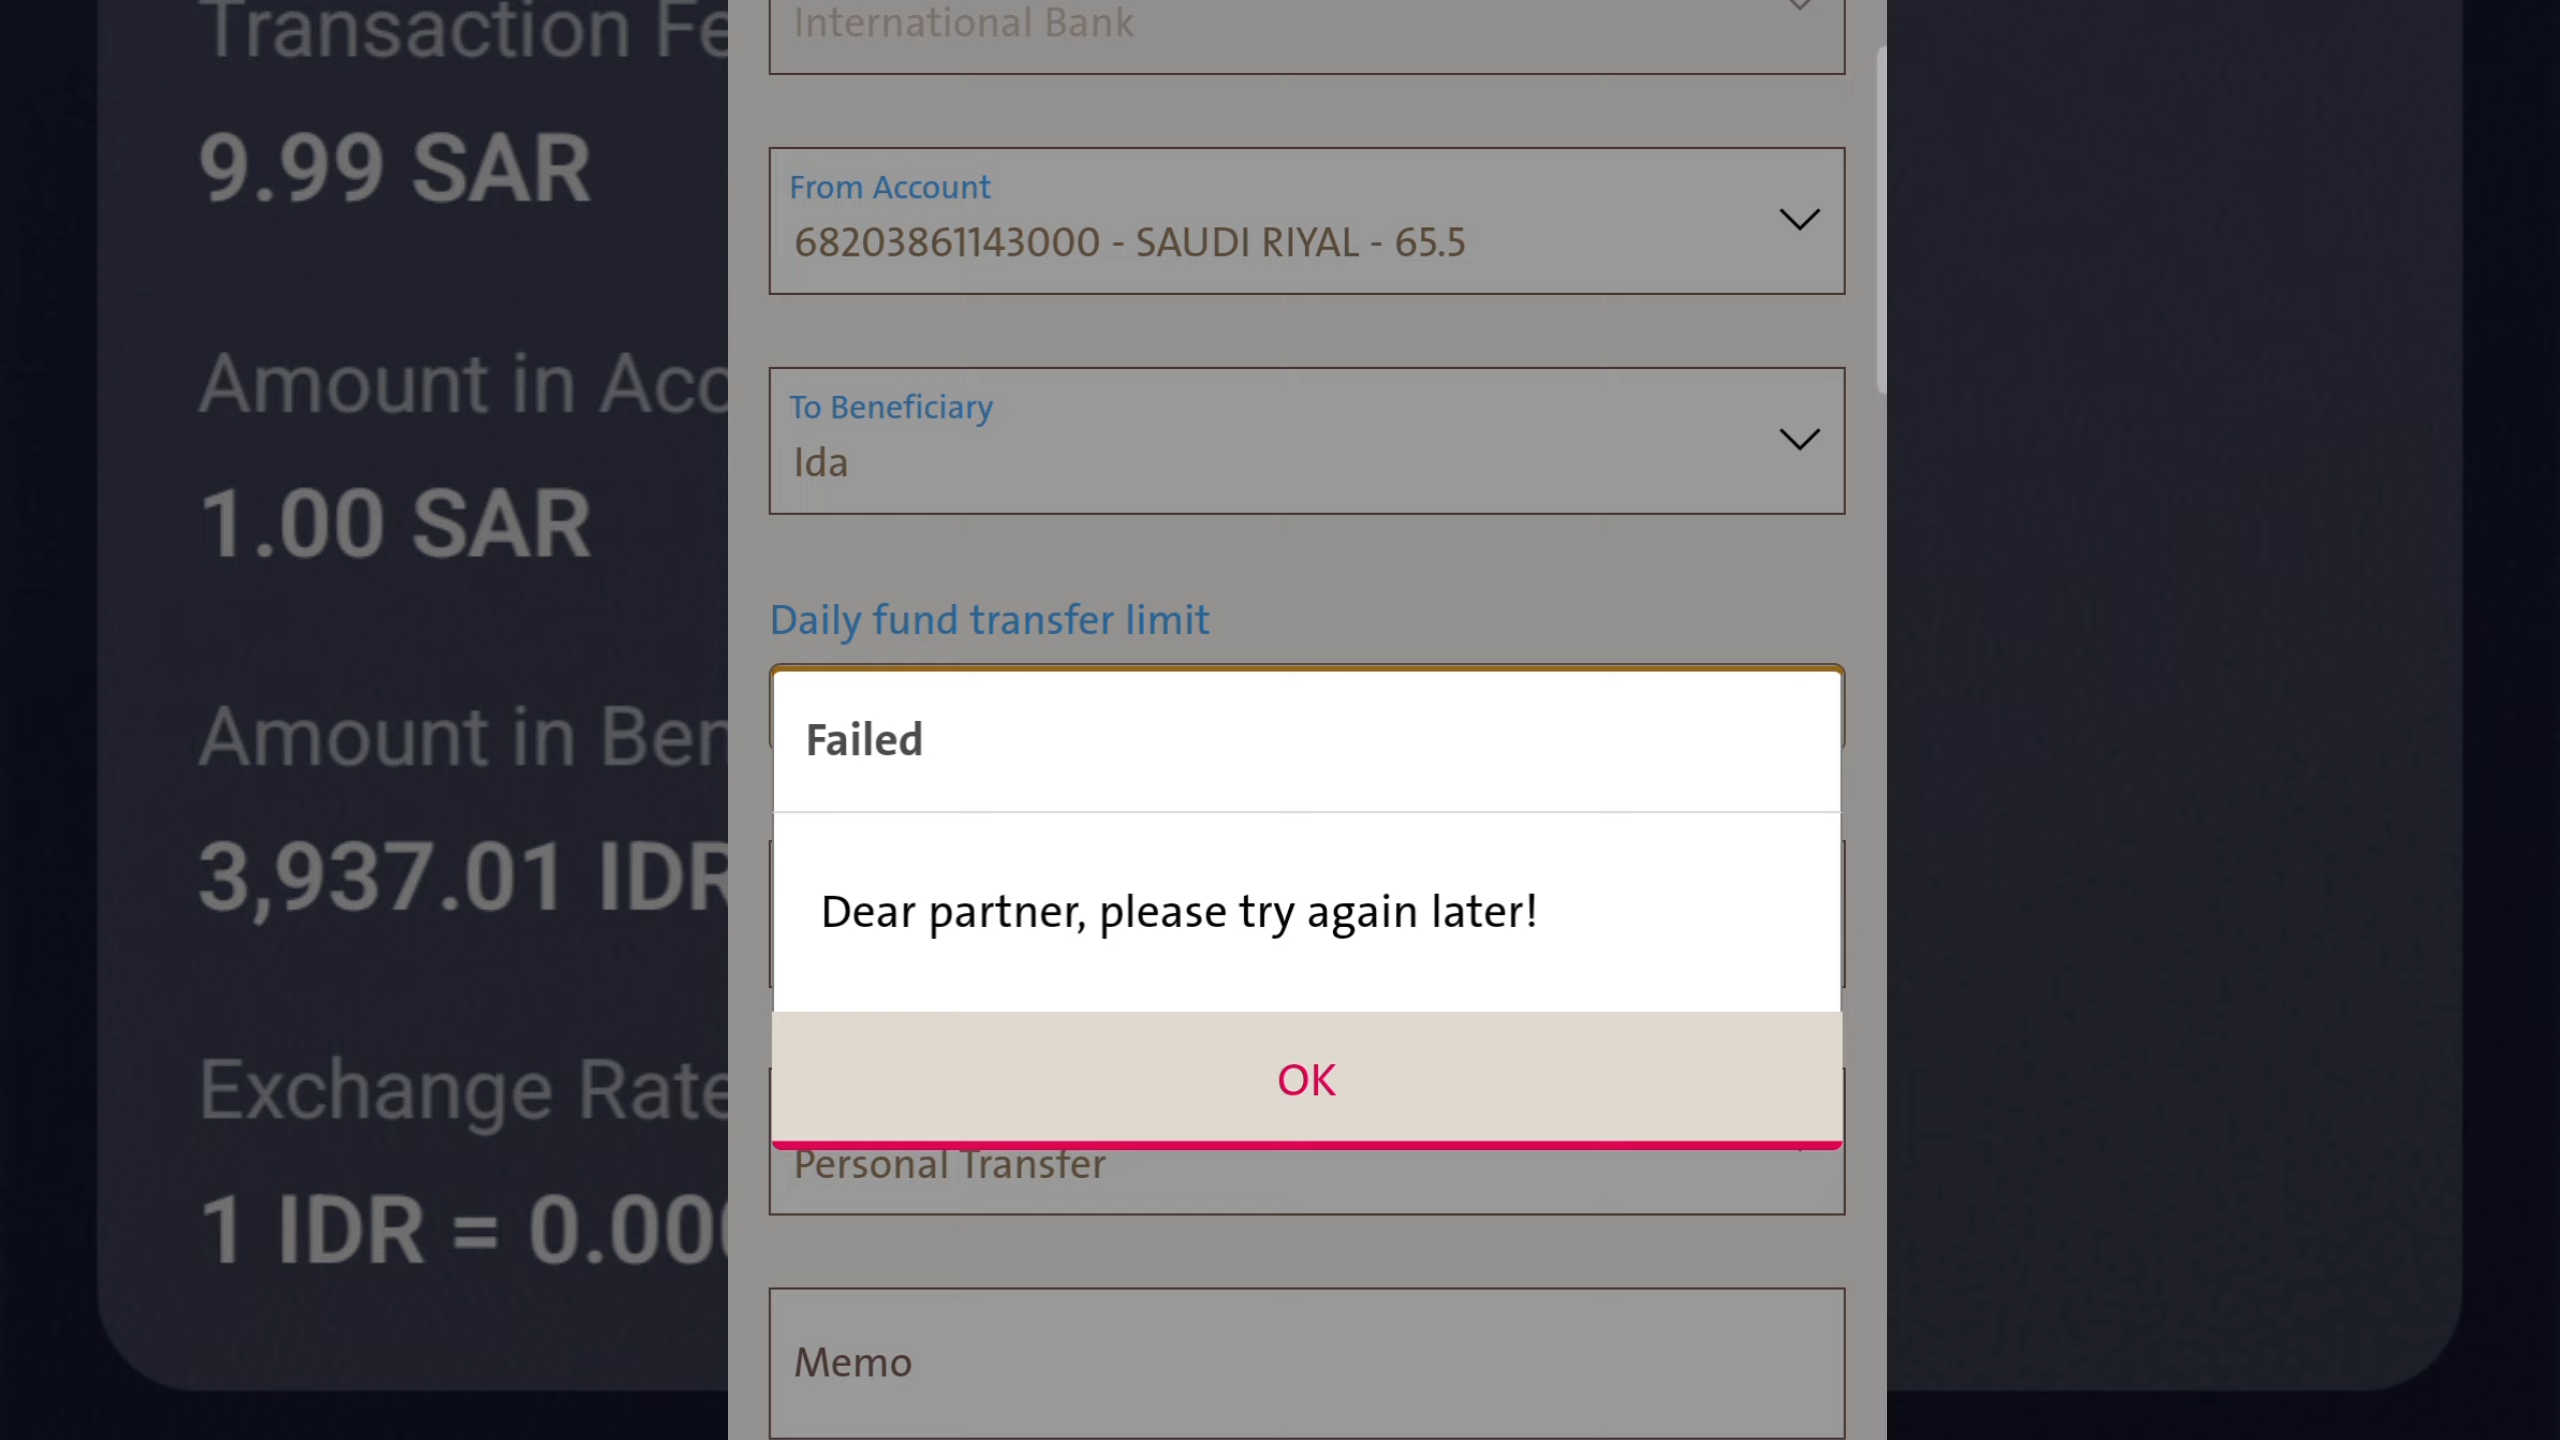 Transaction Fe
9.99 SAR
Amount in Acc
1.00 SAR
Amount in Ben
3,937.01 IDR
Exchange Rate
1 IDR = 0.000
International Bank
From Account
68203861143000 - SAUDI RIYAL - 65.5
To Beneficiary
Ida
Daily fund transfer limit
Failed
Dear partner, please try again later!
OK
Personal Transfer
Memo